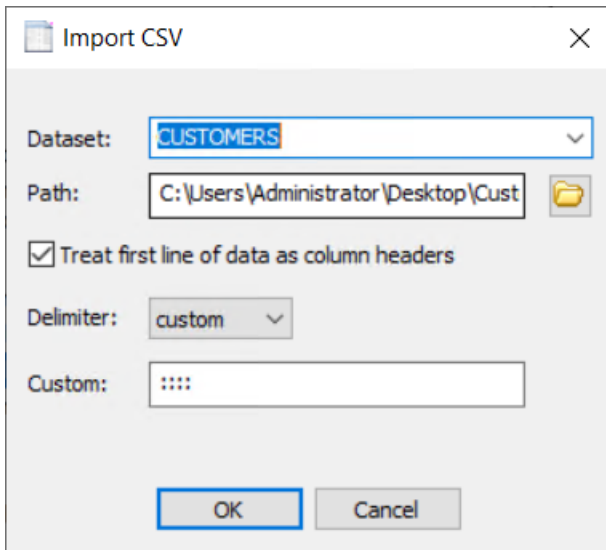 Import CSV
Dataset: CUSTOMERS
Path: C:\Users\Administrator\Desktop\Cust
Treat first line of data as column headers
Delimiter: custom
Custom: ::::
OK Cancel